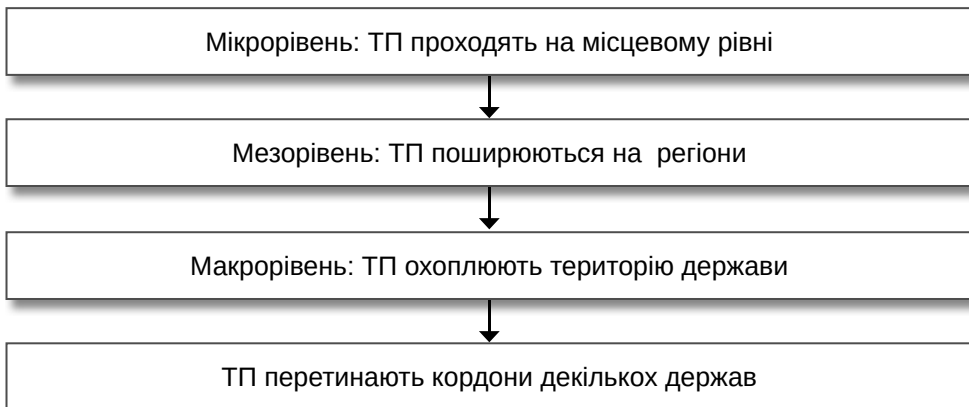 Мікрорівень: ТП проходять на місцевому рівні
Мезорівень: ТП поширюються на  регіони
Макрорівень: ТП охоплюють територію держави
ТП перетинають кордони декількох держав